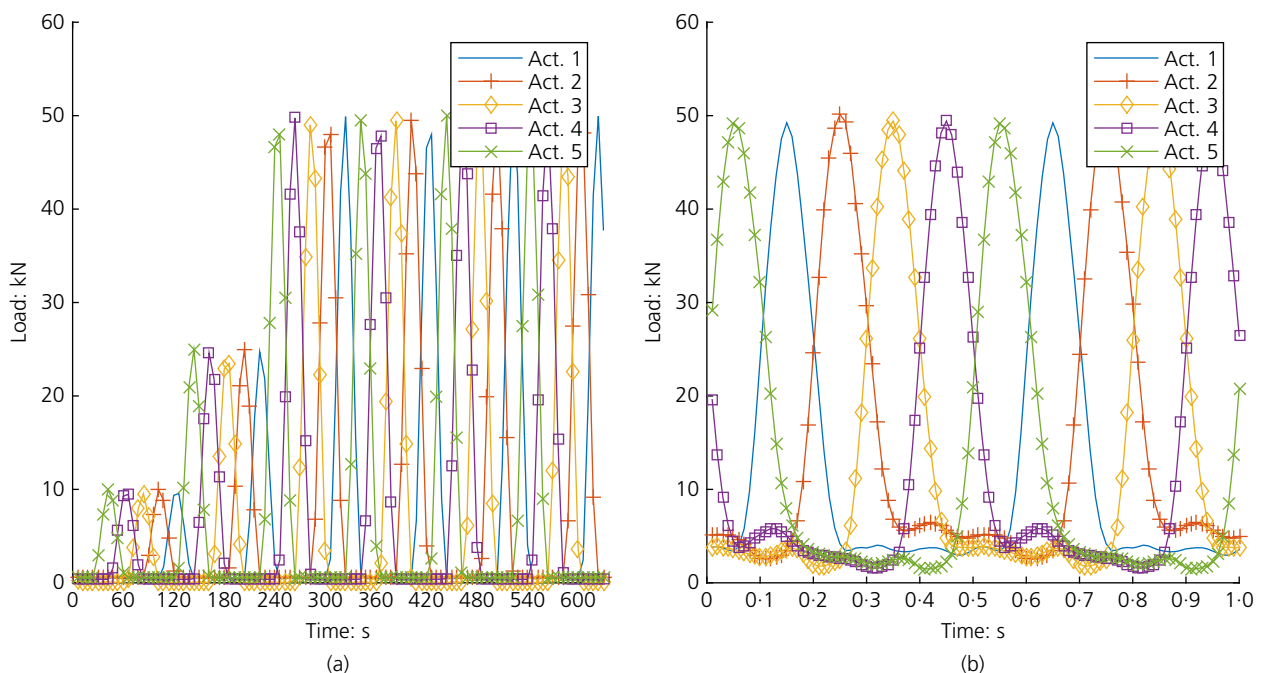 60
50
40
30
20
10
0
Load: kN
0 60 120 180 240 300 360 420 480 540 600
Time: s
Act. 1
Act. 2
Act. 3
Act. 4
Act. 5
(a)
60
50
40
30
20
10
0
Load: kN
0 0·1 0·2 0·3 0·4 0·5 0·6 0·7 0·8 0·9 1·0
Time: s
Act. 1
Act. 2
Act. 3
Act. 4
Act. 5
(b)